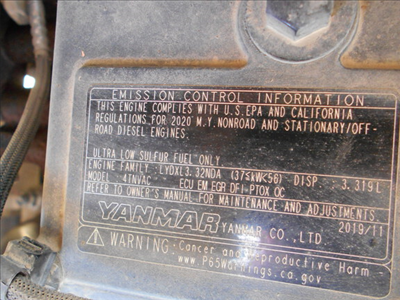 EMISSION CONTROL INFORMATION
THIS ENGINE COMPLIES WITH U.S.EPA AND CALIFORNIA
REGULATIONS FOR 2020 M.Y.NONROAD AND STATIONARY/OFF-
ROAD DIESEL ENGINES.
ULTRA LOW SULFUR FUEL ONLY
ENGINE FAMILY: LYDXL3.32NDA (37≤kW<56) DISP.: 3.319L
MODEL: ECU EM EGR DFI-PTOX OC
REFER TO OWNER'S MANUAL FOR MAINTENANCE AND ADJUSTMENTS.
YANMAR YANMAR CO.,LTD. 2019/11
WARNING: Cancer and Reproductive Harm
www.P65Warnings.ca.gov